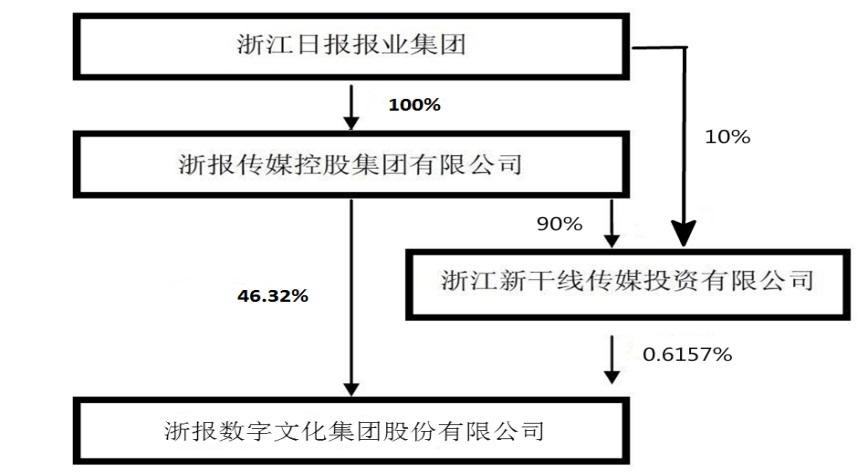 浙江日报报业集团
100%
10%
浙报传媒控股集团有限公司
90%
浙江新干线传媒投资有限公司
46.32%
0.6157%
浙报数字文化集团股份有限公司